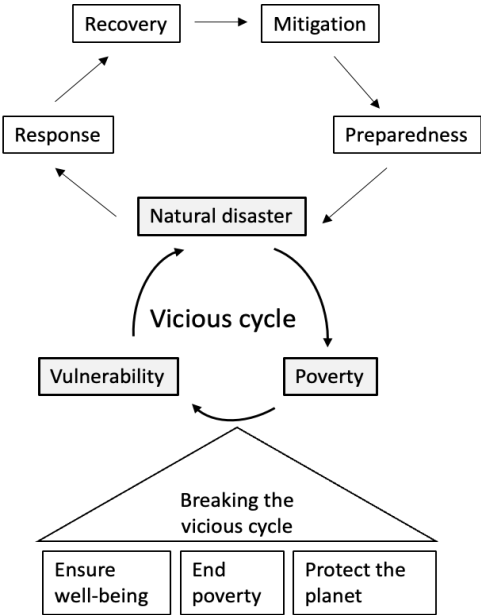 Recovery
Mitigation
Response
Preparedness
Natural disaster
Vicious cycle
Vulnerability
Poverty
Breaking the
vicious cycle
Ensure
well-being
End
poverty
Protect the
planet